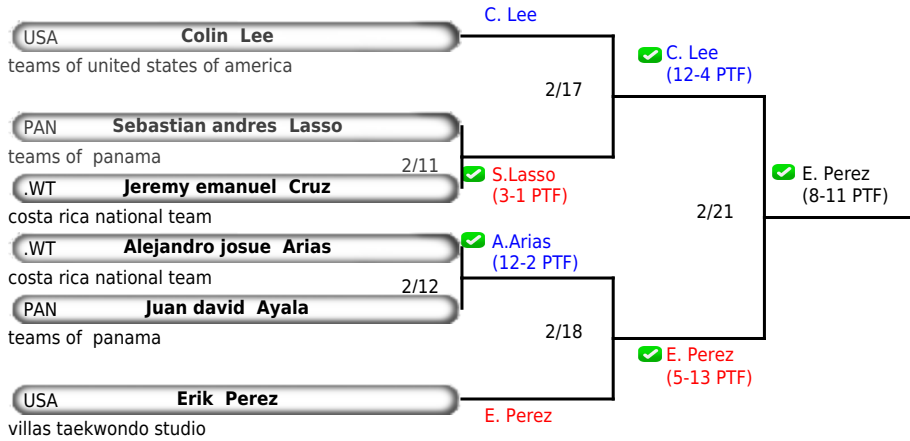 C. Lee
USA Colin Lee
teams of united states of america
C. Lee
(12-4 PTF)
2/17
PAN Sebastian andres Lasso
teams of panama
2/11
S.Lasso
(3-1 PTF)
.WT Jeremy emanuel Cruz
costa rica national team
E. Perez
(8-11 PTF)
2/21
.WT Alejandro josue Arias
costa rica national team
A.Arias
(12-2 PTF)
2/12
PAN Juan david Ayala
teams of panama
2/18
E. Perez
(5-13 PTF)
USA Erik Perez
villas taekwondo studio
E. Perez